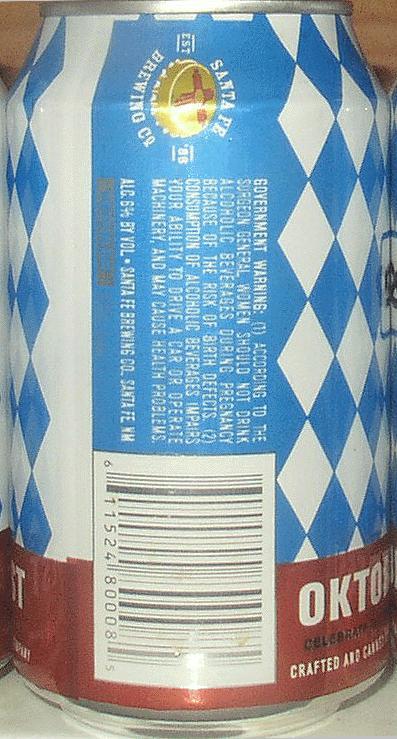 SANTA FE
BREWING CO
EST 88
GOVERNMENT WARNING: (1) ACCORDING TO THE
SURGEON GENERAL, WOMEN SHOULD NOT DRINK
ALCOHOLIC BEVERAGES DURING PREGNANCY
BECAUSE OF THE RISK OF BIRTH DEFECTS. (2)
CONSUMPTION OF ALCOHOLIC BEVERAGES IMPAIRS
YOUR ABILITY TO DRIVE A CAR OR OPERATE
MACHINERY, AND MAY CAUSE HEALTH PROBLEMS.
ALC 6% BY VOL • SANTA FE BREWING CO. SANTA FE, NM
6 11524 80008 5
ST
OKTO
CRAFTED AND